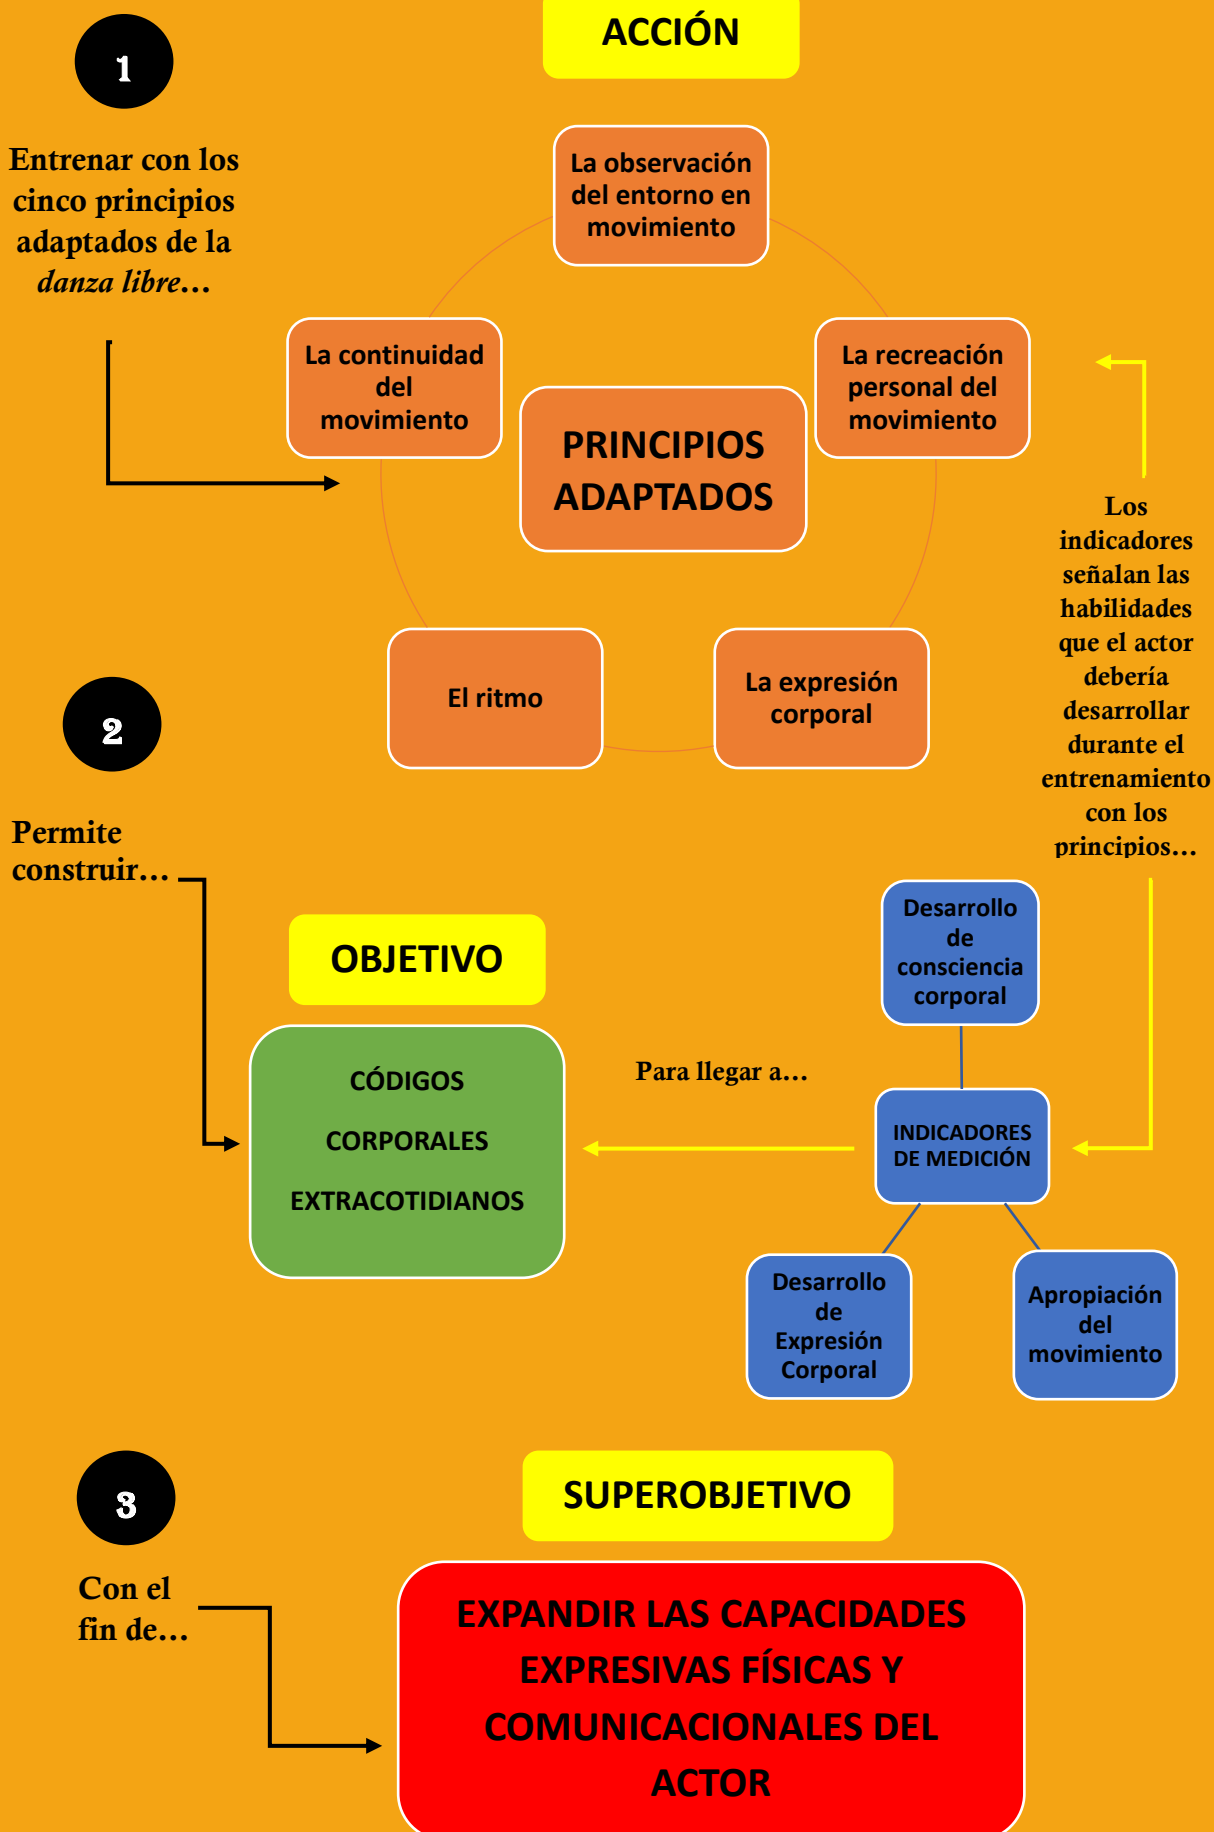 ACCIÓN
1
Entrenar con los
cinco principios
adaptados de la
danza libre…
La observación
del entorno en
movimiento
La continuidad
del
movimiento
La recreación
personal del
movimiento
PRINCIPIOS
ADAPTADOS
El ritmo
La expresión
corporal
Los
indicadores
señalan las
habilidades
que el actor
debería
desarrollar
durante el
entrenamiento
con los
principios…
2
Permite
construir…
OBJETIVO
CÓDIGOS
CORPORALES
EXTRACOTIDIANOS
Para llegar a…
Desarrollo
de
consciencia
corporal
INDICADORES
DE MEDICIÓN
Desarrollo
de
Expresión
Corporal
Apropiación
del
movimiento
3
Con el
fin de…
SUPEROBJETIVO
EXPANDIR LAS CAPACIDADES
EXPRESIVAS FÍSICAS Y
COMUNICACIONALES DEL
ACTOR